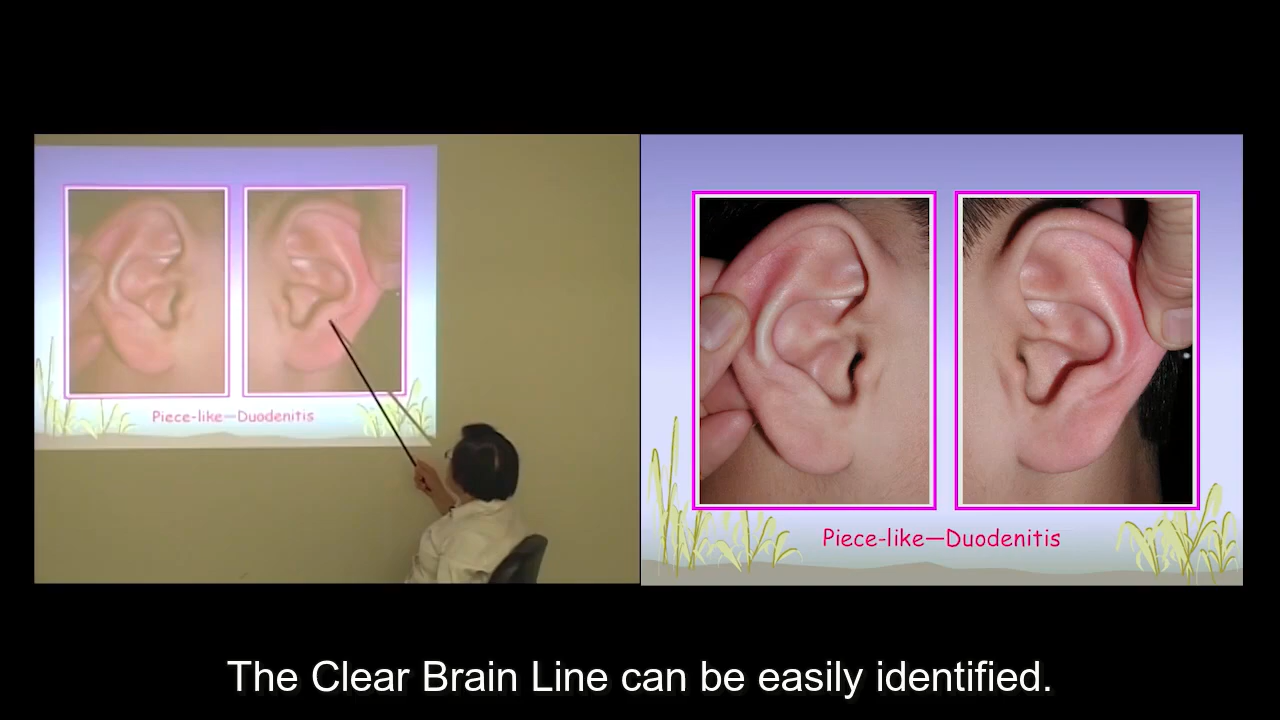 Piece-like—Duodenitis
Piece-like—Duodenitis
The Clear Brain Line can be easily identified.